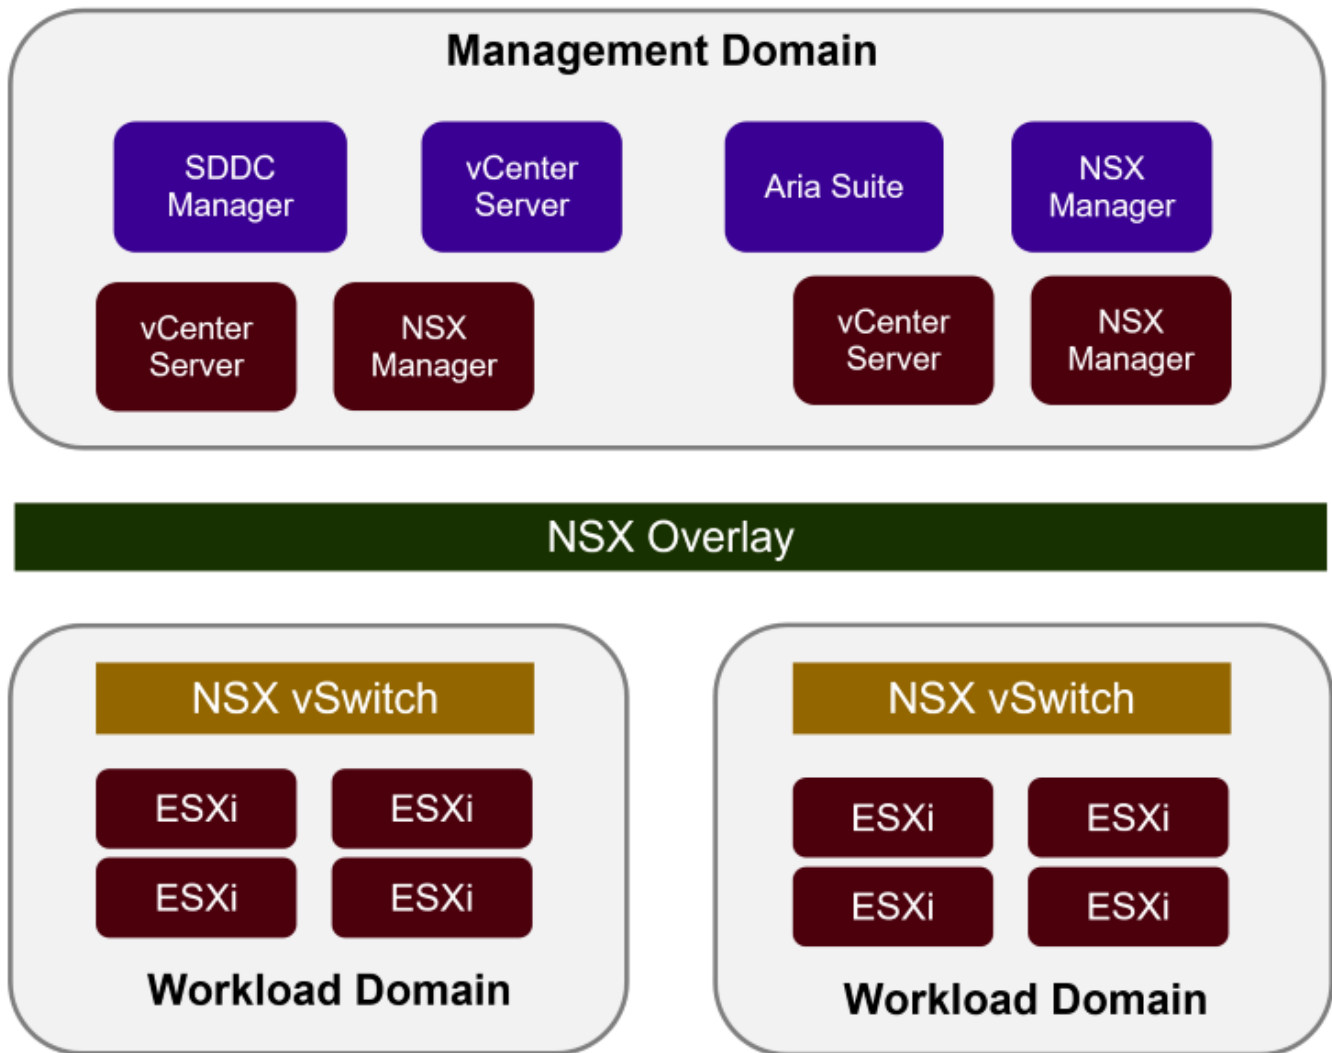 Management Domain
SDDC
Manager
vCenter
Server
Aria Suite
NSX
Manager
vCenter
Server
NSX
Manager
vCenter
Server
NSX
Manager
NSX Overlay
NSX vSwitch
ESXi
ESXi
ESXi
ESXi
Workload Domain
NSX vSwitch
ESXi
ESXi
ESXi
ESXi
Workload Domain